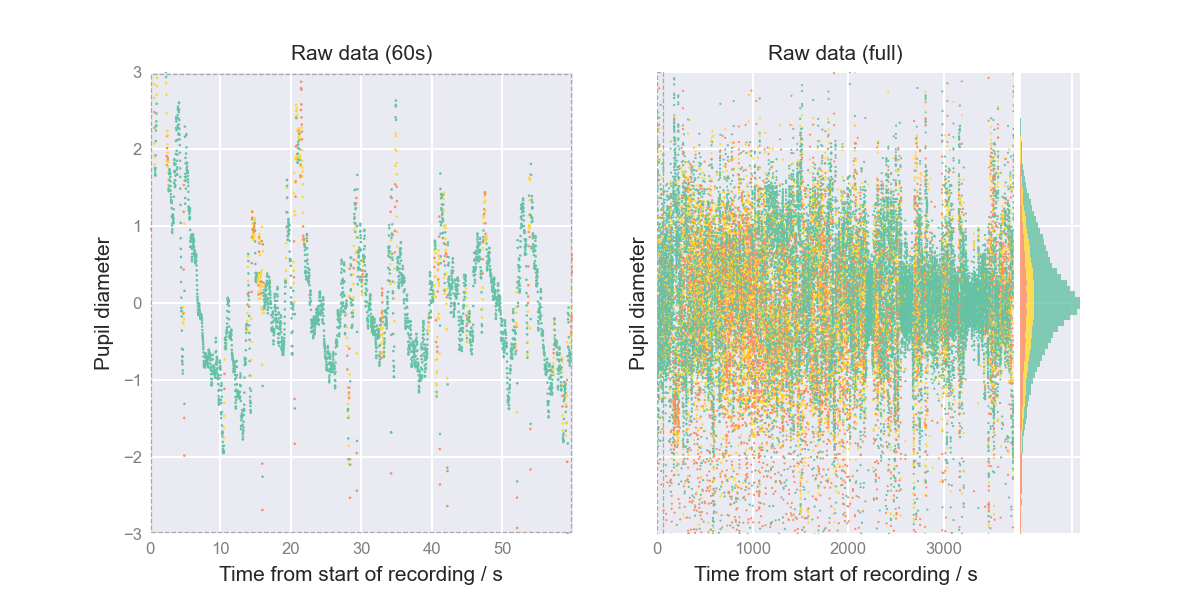 Raw data (60s)
Pupil diameter
3
2
1
0
−1
−2
−3
0 10 20 30 40 50
Time from start of recording / s
Raw data (full)
Pupil diameter
0 1000 2000 3000
Time from start of recording / s